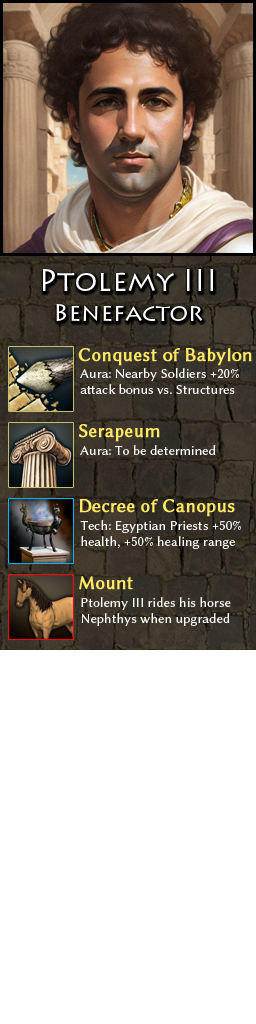 Ptolemy III
Benefactor
Conquest of Babylon
Aura: Nearby Soldiers +20%
attack bonus vs. Structures
Serapeum
Aura: To be determined
Decree of Canopus
Tech: Egyptian Priests +50%
health, +50% healing range
Mount
Ptolemy III rides his horse
Nephthys when upgraded